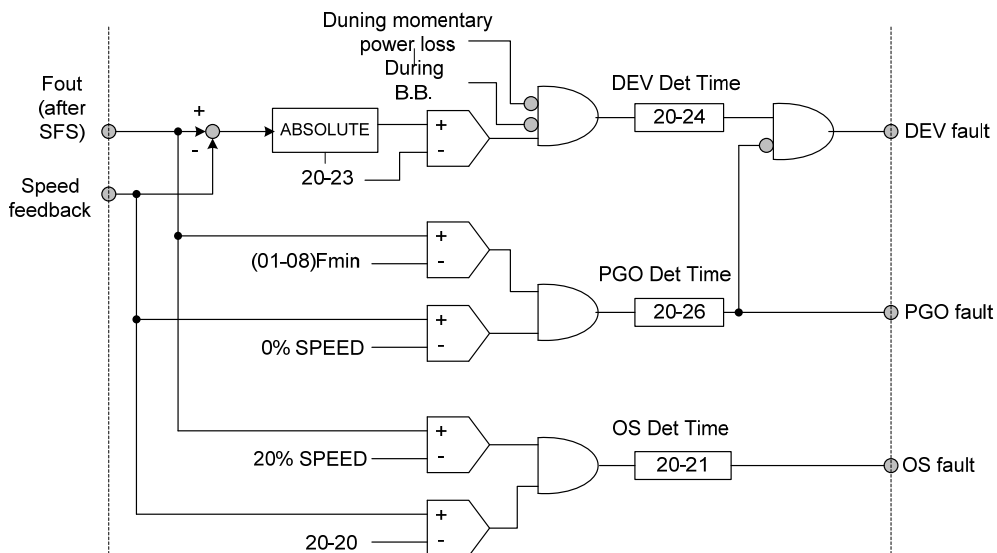 Duning momentary
power loss
During
B.B.
Fout
(after
SFS)
+
-
ABSOLUTE
+
-
20-23
DEV Det Time
20-24
DEV fault
Speed
feedback
+
-
(01-08)Fmin
PGO Det Time
20-26
PGO fault
+
-
0% SPEED
+
-
20% SPEED
OS Det Time
20-21
OS fault
+
-
20-20